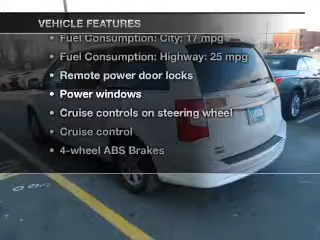 VEHICLE FEATURES
• Fuel Consumption: City: 17 mpg
• Fuel Consumption: Highway: 25 mpg
• Remote power door locks
• Power windows
• Cruise controls on steering wheel
• Cruise control
• 4-wheel ABS Brakes